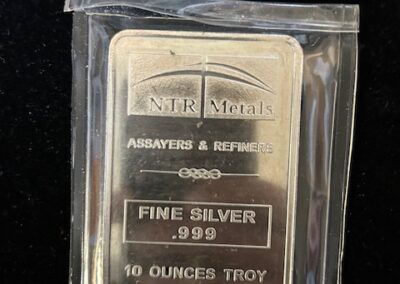 NTR Metals
ASSAYERS & REFINERS
FINE SILVER
.999
10 OUNCES TROY